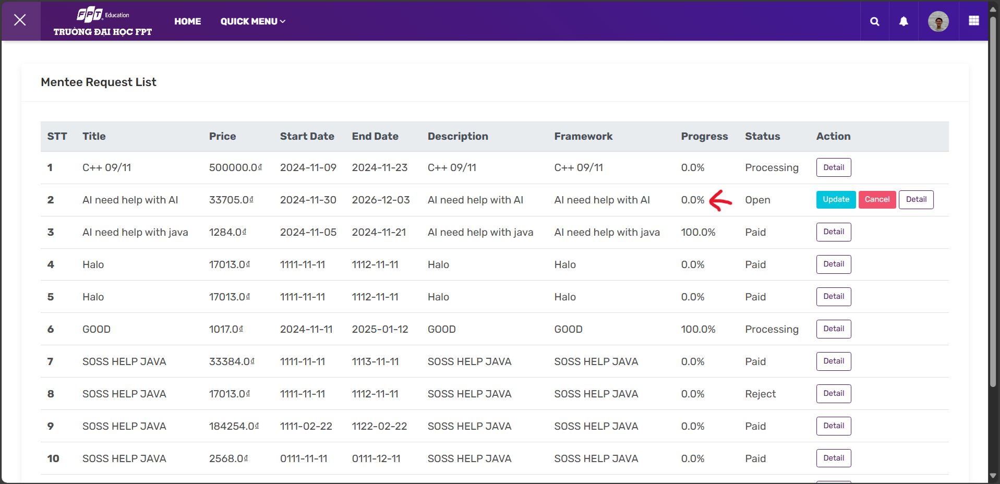 FPT Education
TRƯỜNG ĐẠI HỌC FPT
HOME
QUICK MENU
Mentee Request List
STT Title Price Start Date End Date Description Framework Progress Status Action
1 C++ 09/11 500000.0₫ 2024-11-09 2024-11-23 C++ 09/11 C++ 09/11 0.0% Processing Detail
2 AI need help with AI 33705.0₫ 2024-11-30 2026-12-03 AI need help with AI AI need help with AI 0.0% Open Update Cancel Detail
3 AI need help with java 1284.0₫ 2024-11-05 2024-11-21 AI need help with java AI need help with java 100.0% Paid Detail
4 Halo 17013.0₫ 1111-11-11 1112-11-11 Halo Halo 0.0% Paid Detail
5 Halo 17013.0₫ 1111-11-11 1112-11-11 Halo Halo 0.0% Paid Detail
6 GOOD 1017.0₫ 2024-11-11 2025-01-12 GOOD GOOD 100.0% Processing Detail
7 SOSS HELP JAVA 33384.0₫ 1111-11-11 1113-11-11 SOSS HELP JAVA SOSS HELP JAVA 0.0% Paid Detail
8 SOSS HELP JAVA 17013.0₫ 1111-11-11 1112-11-11 SOSS HELP JAVA SOSS HELP JAVA 0.0% Reject Detail
9 SOSS HELP JAVA 184254.0₫ 1111-02-22 1122-02-22 SOSS HELP JAVA SOSS HELP JAVA 0.0% Paid Detail
10 SOSS HELP JAVA 2568.0₫ 0111-11-11 0111-12-11 SOSS HELP JAVA SOSS HELP JAVA 0.0% Paid Detail